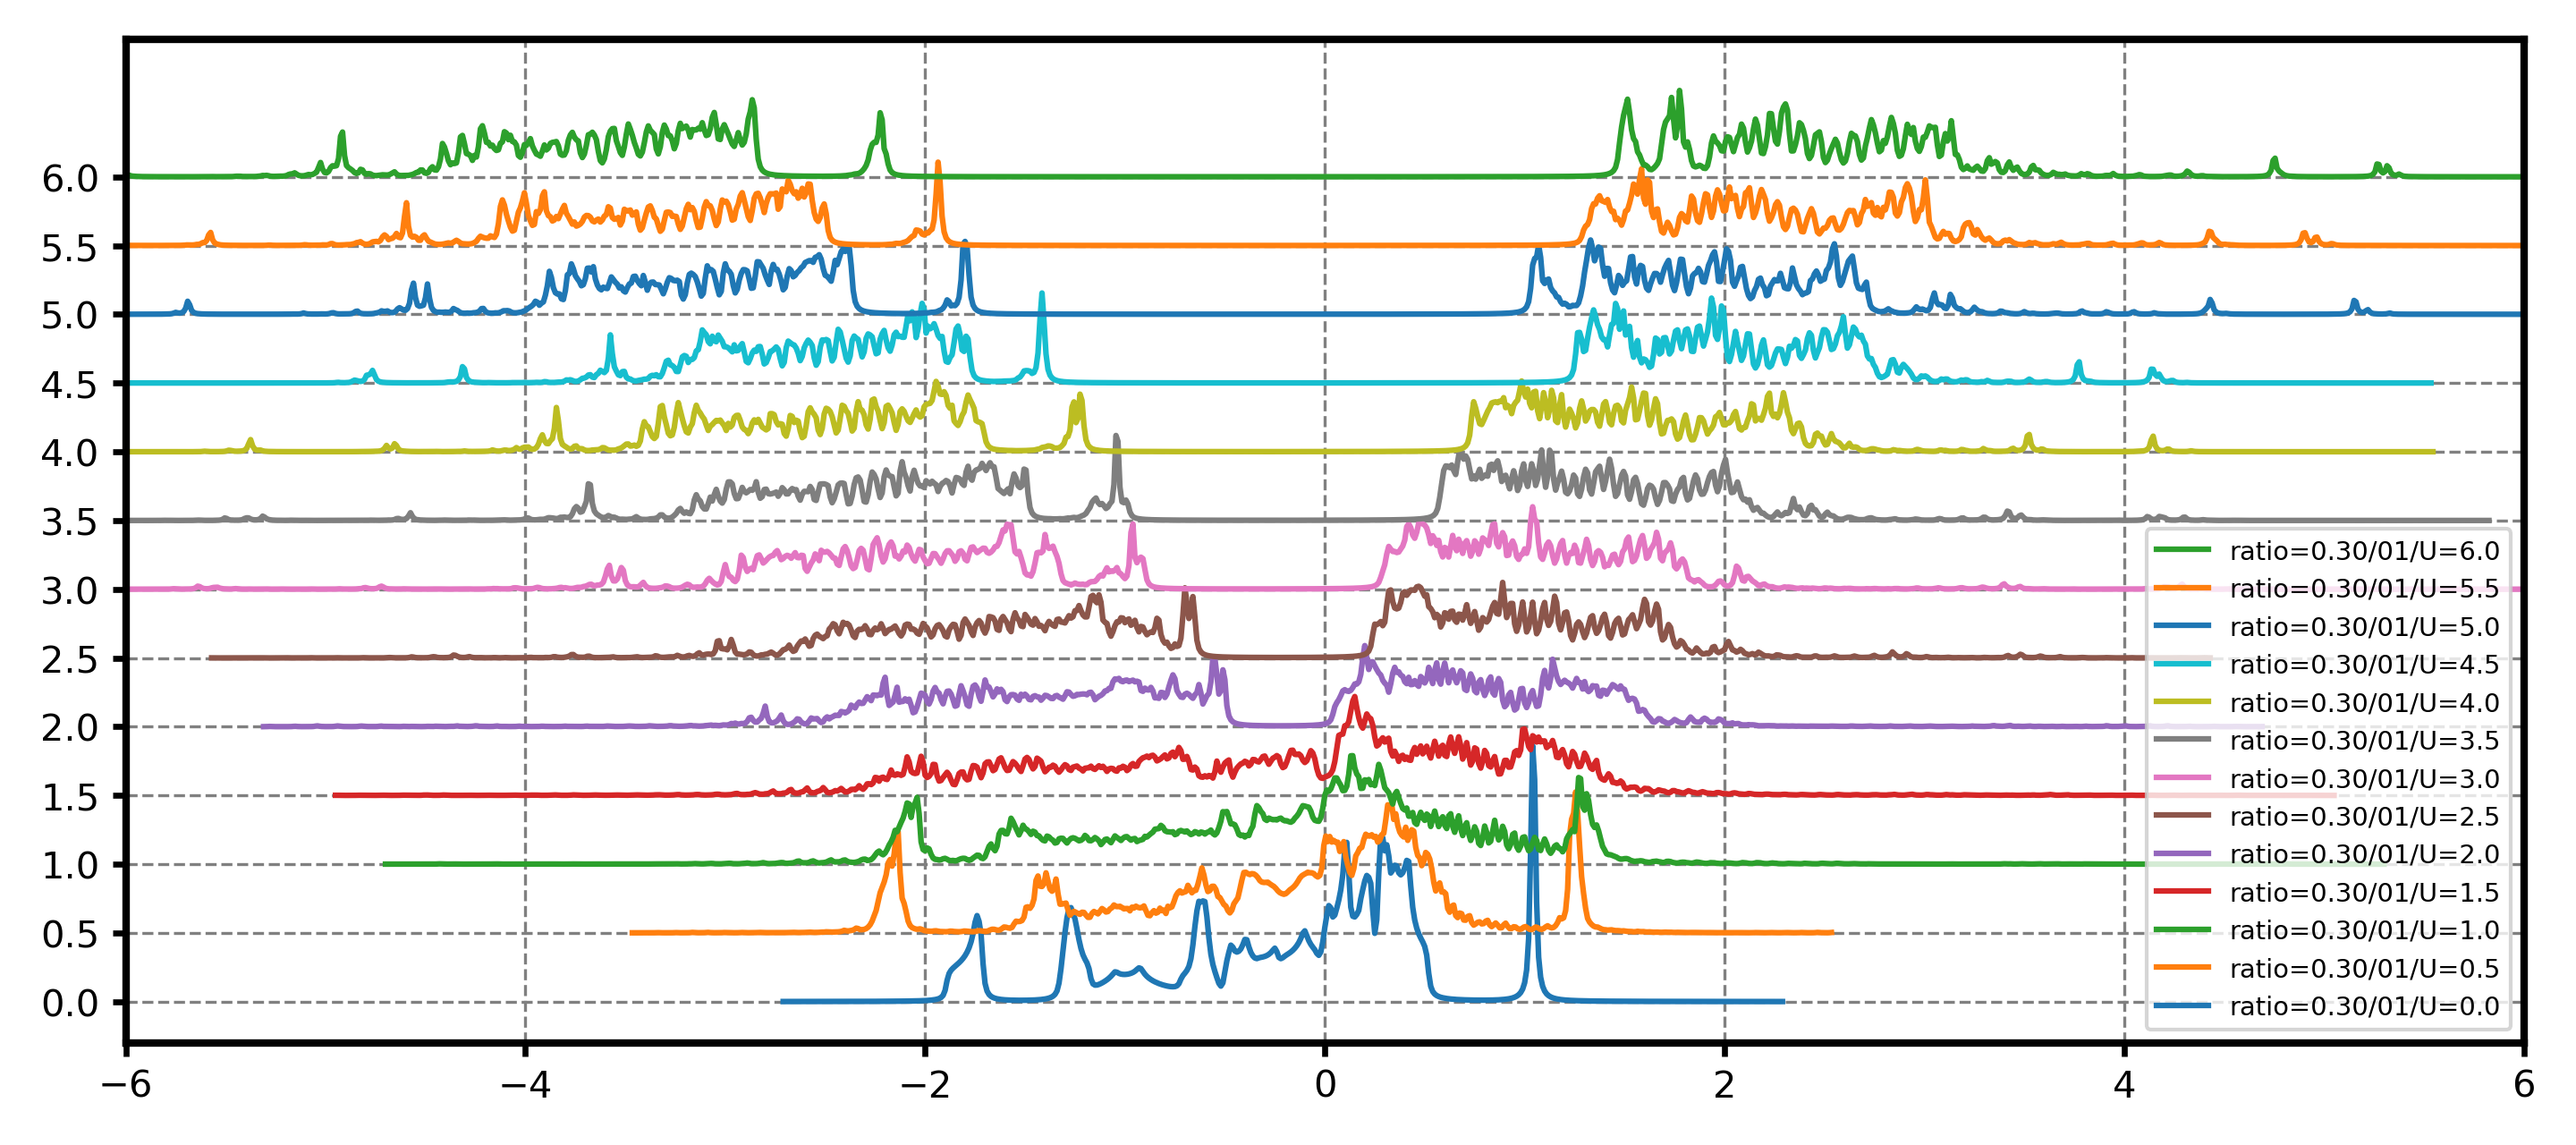 6.0
5.5
5.0
4.5
4.0
3.5
3.0
2.5
2.0
1.5
1.0
0.5
0.0
ratio=0.30/01/U=6.0
ratio=0.30/01/U=5.5
ratio=0.30/01/U=5.0
ratio=0.30/01/U=4.5
ratio=0.30/01/U=4.0
ratio=0.30/01/U=3.5
ratio=0.30/01/U=3.0
ratio=0.30/01/U=2.5
ratio=0.30/01/U=2.0
ratio=0.30/01/U=1.5
ratio=0.30/01/U=1.0
ratio=0.30/01/U=0.5
ratio=0.30/01/U=0.0
−6 −4 −2 0 2 4 6